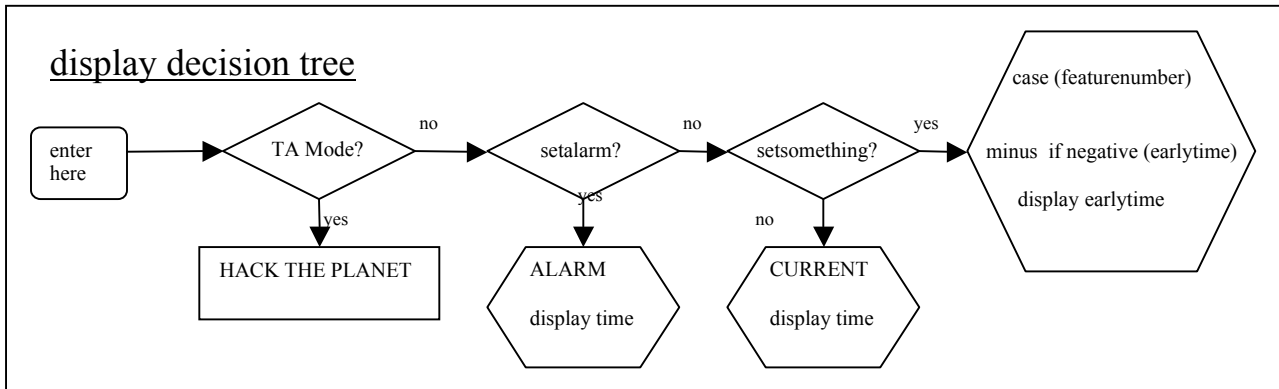 display decision tree
enter
here
TA Mode?
no
yes
HACK THE PLANET
setalarm?
no
yes
ALARM
display time
setsomething?
yes
no
CURRENT
display time
case (featurenumber)
minus if negative (earlytime)
display earlytime